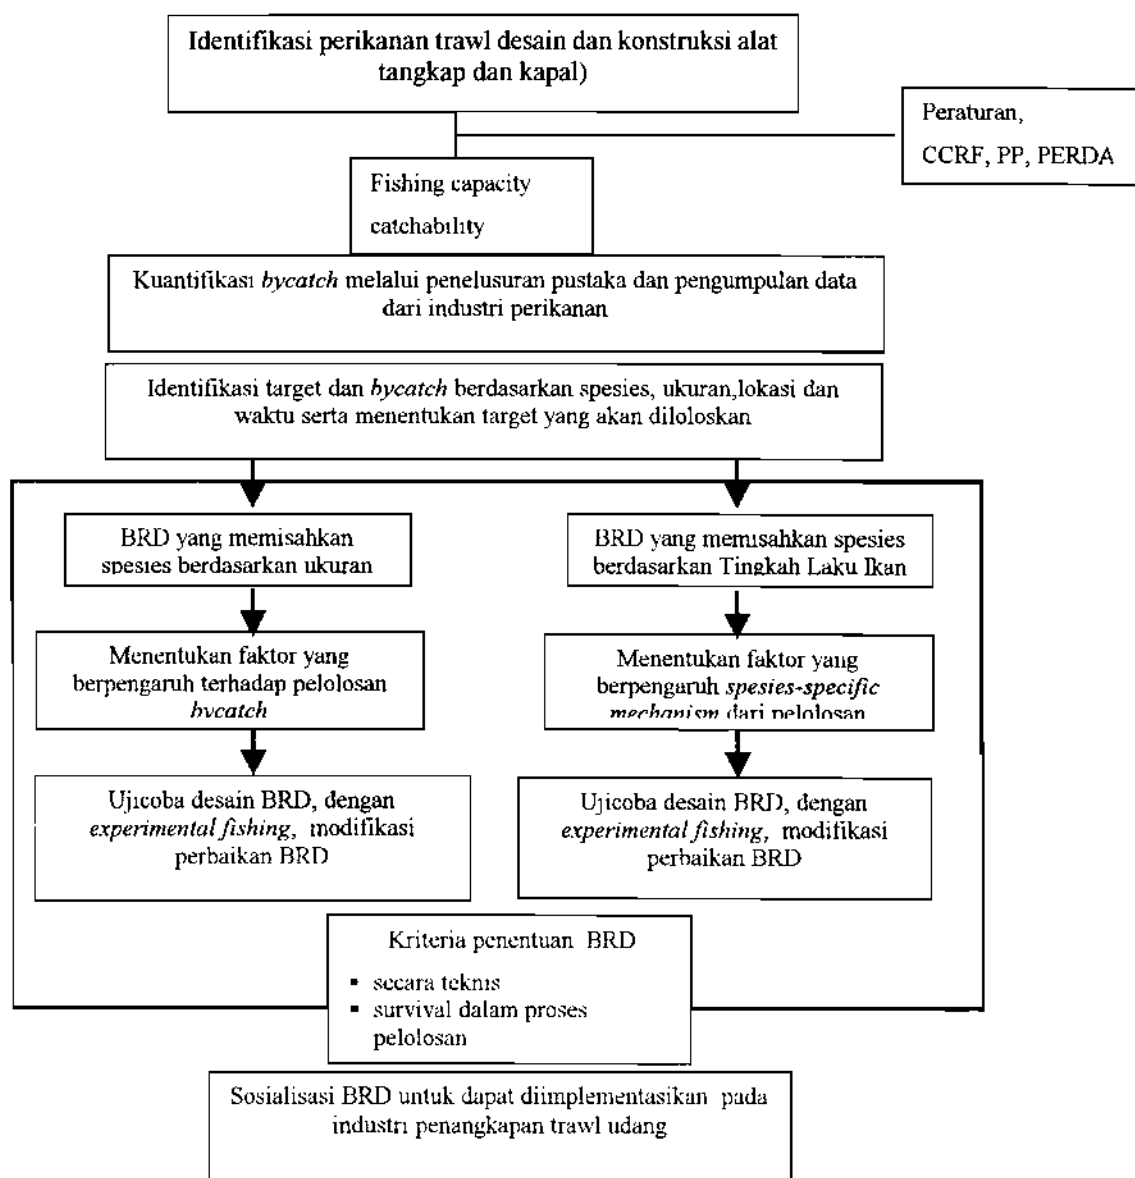 Identifikasi perikanan trawl desain dan konstruksi alat
tangkap dan kapal)
Peraturan,
CCRF, PP, PERDA
Fishing capacity
catchability
Kuantifikasi bycatch melalui penelusuran pustaka dan pengumpulan data
dari industri perikanan
Identifikasi target dan bycatch berdasarkan spesies, ukuran,lokasi dan
waktu serta menentukan target yang akan diloloskan
BRD yang memisahkan
spesies berdasarkan ukuran
BRD yang memisahkan spesies
berdasarkan Tingkah Laku Ikan
Menentukan faktor yang
berpengaruh terhadap pelolosan
bycatch
Menentukan faktor yang
berpengaruh spesies-specific
mechanism dari pelolosan
Ujicoba desain BRD, dengan
experimental fishing, modifikasi
perbaikan BRD
Ujicoba desain BRD, dengan
experimental fishing, modifikasi
perbaikan BRD
Kriteria penentuan BRD
▪ secara teknis
▪ survival dalam proses
pelolosan
Sosialisasi BRD untuk dapat diimplementasikan pada
industri penangkapan trawl udang